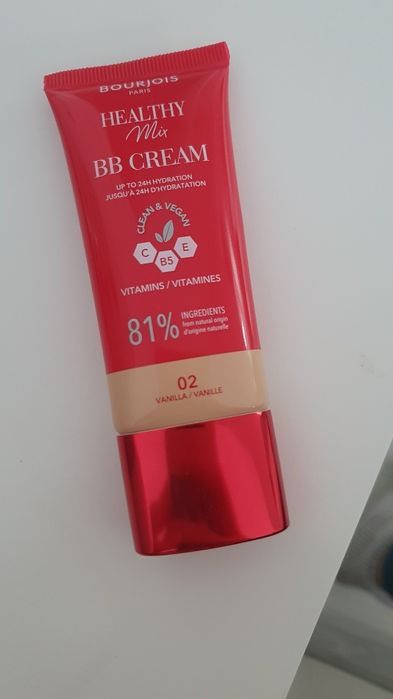 BOURJOIS
PARIS
HEALTHY
Mix
BB CREAM
UP TO 24H HYDRATION
JUSQU'À 24H D'HYDRATATION
CLEAN & VEGAN
C B5 E
VITAMINS / VITAMINES
81% INGREDIENTS
from natural origin
d'origine naturelle
02
VANILLA / VANILLE